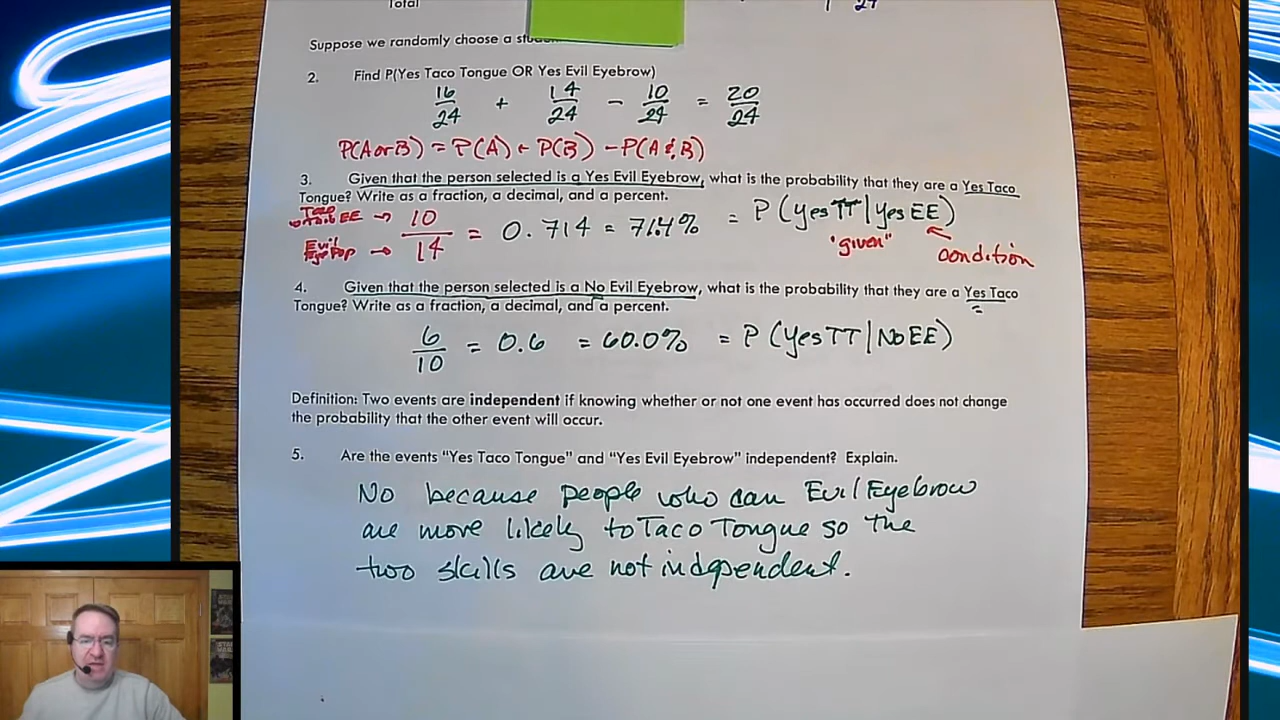 Total
24
Suppose we randomly choose a
2. Find P(Yes Taco Tongue OR Yes Evil Eyebrow)
16/24 + 14/24 - 10/24 = 20/24
P(A or B) = P(A) + P(B) - P(A & B)
3. Given that the person selected is a Yes Evil Eyebrow, what is the probability that they are a Yes Taco
Tongue? Write as a fraction, a decimal, and a percent.
Taco EE → 10/14 = 0.714 = 71.4% = P(Yes TT | Yes EE)
Evil →
"given"
condition
4. Given that the person selected is a No Evil Eyebrow, what is the probability that they are a Yes Taco
Tongue? Write as a fraction, a decimal, and a percent.
6/10 = 0.6 = 60.0% = P(Yes TT | No EE)
Definition: Two events are independent if knowing whether or not one event has occurred does not change
the probability that the other event will occur.
5. Are the events "Yes Taco Tongue" and "Yes Evil Eyebrow" independent? Explain.
No because people who can Evil Eyebrow
are more likely to Taco Tongue so the
two skills are not independent.